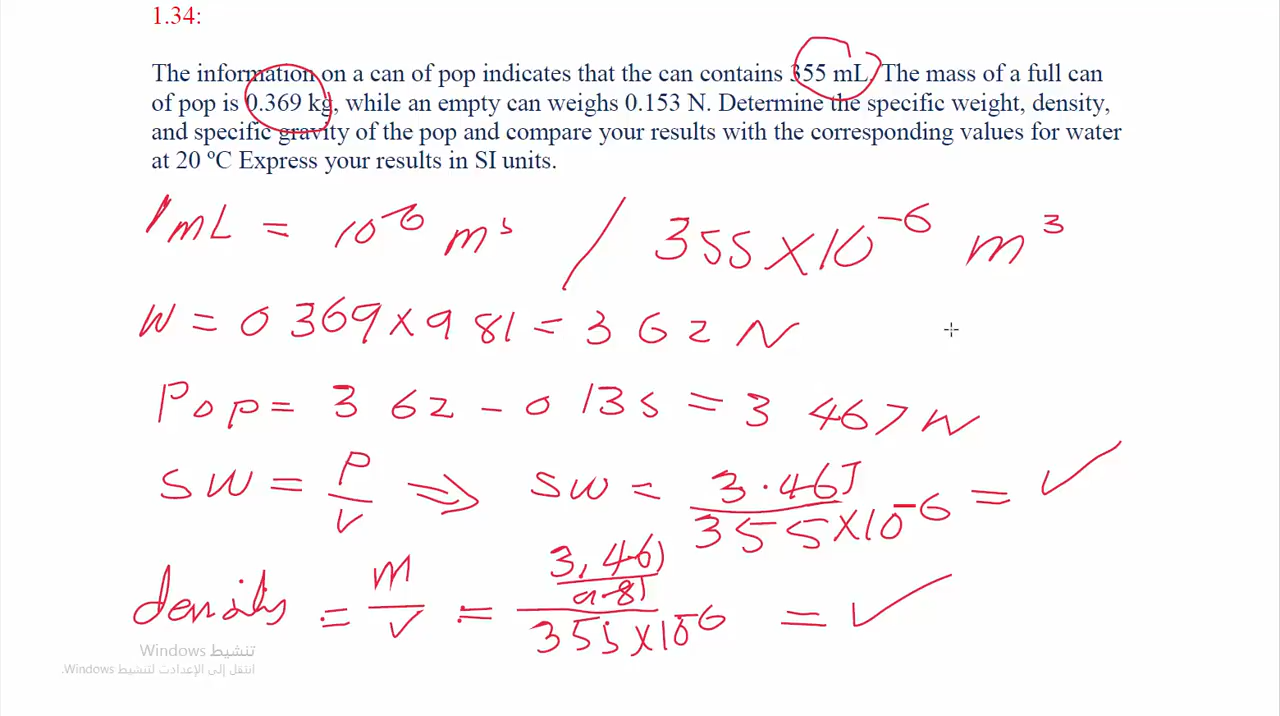 1.34:
The information on a can of pop indicates that the can contains 355 mL. The mass of a full can
of pop is 0.369 kg, while an empty can weighs 0.153 N. Determine the specific weight, density,
and specific gravity of the pop and compare your results with the corresponding values for water
at 20 ºC Express your results in SI units.
1 mL = 10⁻⁶ m³ / 355 × 10⁻⁶ m³
W = 0 369 × 9 81 = 3 62 N
Pop = 3 62 - 0 135 = 3 467 N
SW = P/V ⇒ SW = 3.467/355×10⁻⁶ = ✓
density = m/V = 3,467/9.81/355×10⁻⁶ = ✓
تنشيط Windows
انتقل إلى الإعدادات لتنشيط Windows.